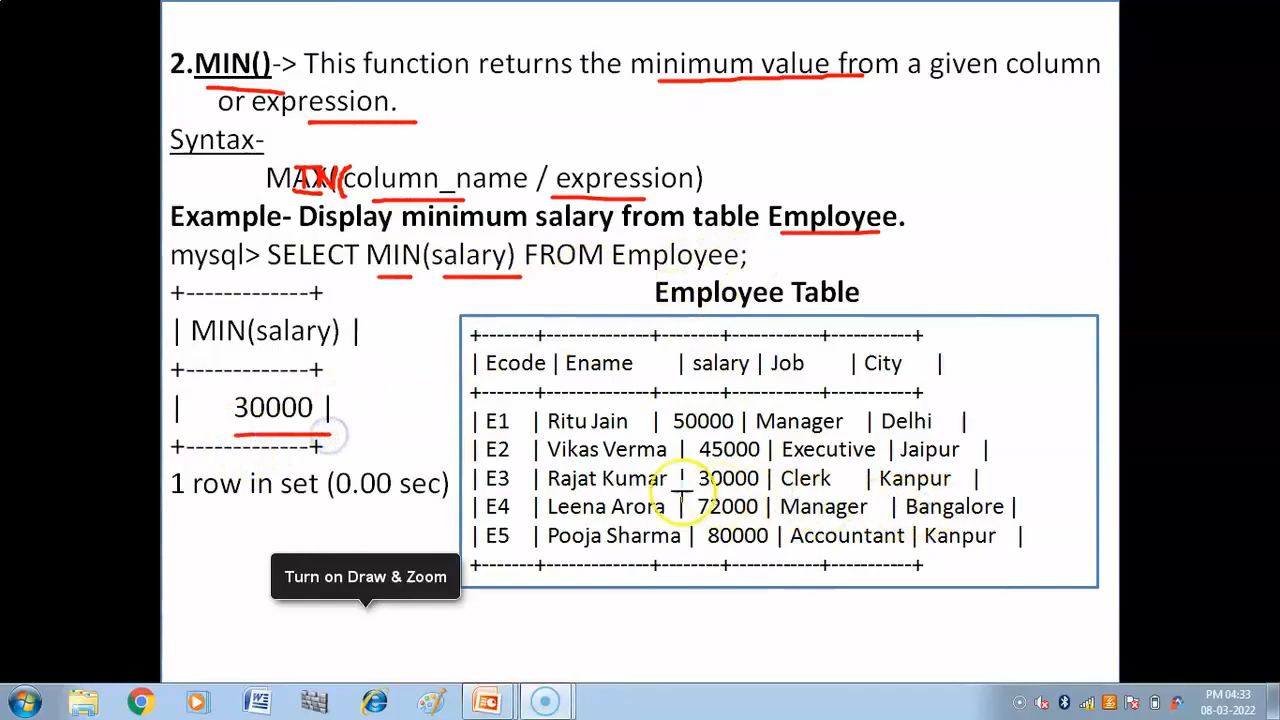 2.MIN()-> This function returns the minimum value from a given column
or expression.
Syntax-
MAX(column_name / expression)
IN(
Example- Display minimum salary from table Employee.
mysql> SELECT MIN(salary) FROM Employee;
+-------------+
| MIN(salary) |
+-------------+
| 30000 |
+-------------+
1 row in set (0.00 sec)
Employee Table
+-------+-------------+-------+-----------+-----------+
| Ecode | Ename | salary | Job | City |
+-------+-------------+-------+-----------+-----------+
| E1 | Ritu Jain | 50000 | Manager | Delhi |
| E2 | Vikas Verma | 45000 | Executive | Jaipur |
| E3 | Rajat Kumar | 30000 | Clerk | Kanpur |
| E4 | Leena Arora | 72000 | Manager | Bangalore |
| E5 | Pooja Sharma | 80000 | Accountant | Kanpur |
+-------+-------------+-------+-----------+-----------+
Turn on Draw & Zoom
PM 04:33
08-03-2022